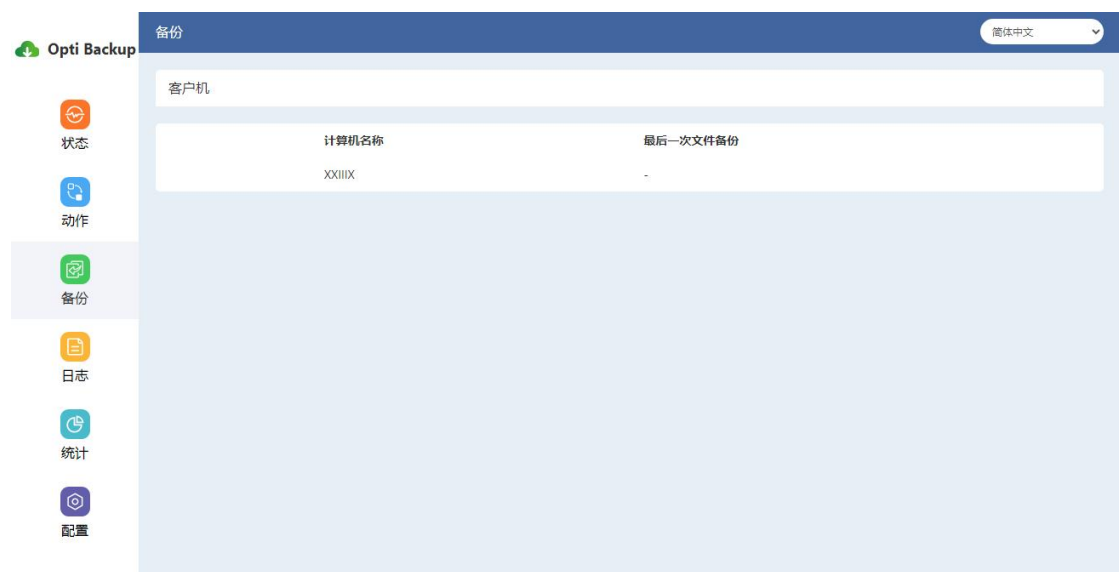 Opti Backup
备份
简体中文
客户机
计算机名称 最后一次文件备份
XXIIIX -
状态
动作
备份
日志
统计
配置